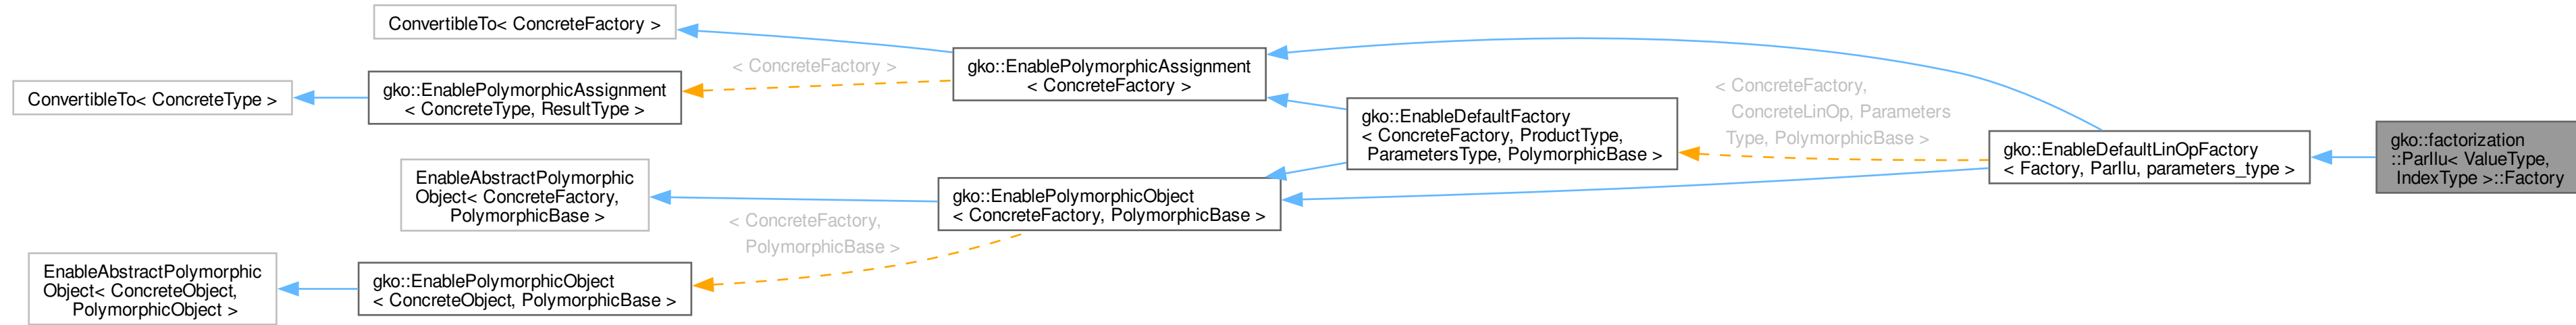 ConvertibleTo< ConcreteFactory >
ConvertibleTo< ConcreteType >
gko::EnablePolymorphicAssignment
< ConcreteType, ResultType >
< ConcreteFactory >
gko::EnablePolymorphicAssignment
< ConcreteFactory >
EnableAbstractPolymorphic
Object< ConcreteFactory,
PolymorphicBase >
EnableAbstractPolymorphic
Object< ConcreteObject,
PolymorphicObject >
gko::EnablePolymorphicObject
< ConcreteObject, PolymorphicBase >
< ConcreteFactory,
PolymorphicBase >
gko::EnablePolymorphicObject
< ConcreteFactory, PolymorphicBase >
gko::EnableDefaultFactory
< ConcreteFactory, ProductType,
ParametersType, PolymorphicBase >
< ConcreteFactory,
ConcreteLinOp, Parameters
Type, PolymorphicBase >
gko::EnableDefaultLinOpFactory
< Factory, ParIlu, parameters_type >
gko::factorization
::ParIlu< ValueType,
IndexType >::Factory